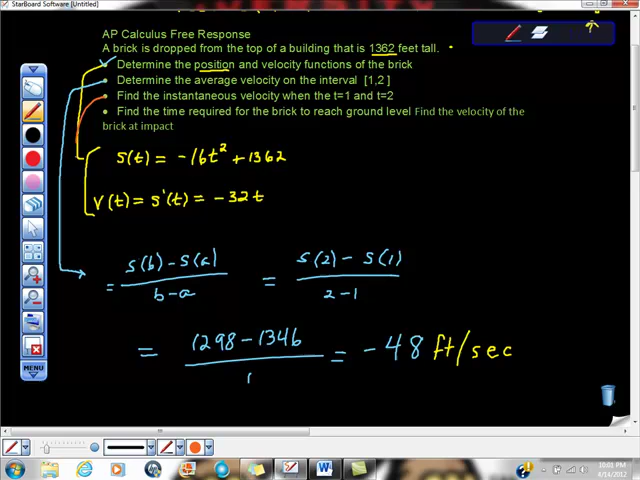 StarBoard Software [Untitled]
AP Calculus Free Response
A brick is dropped from the top of a building that is 1362 feet tall.
Determine the position and velocity functions of the brick
Determine the average velocity on the interval [1,2]
Find the instantaneous velocity when the t=1 and t=2
Find the time required for the brick to reach ground level Find the velocity of the
brick at impact
s(t) = -16t² + 1362
v(t) = s'(t) = -32t
= s(b) - s(a) / b - a = s(2) - s(1) / 2 - 1
= 1298 - 1346 / 1 = -48 ft/sec
MENU
10:01 PM
4/14/2012